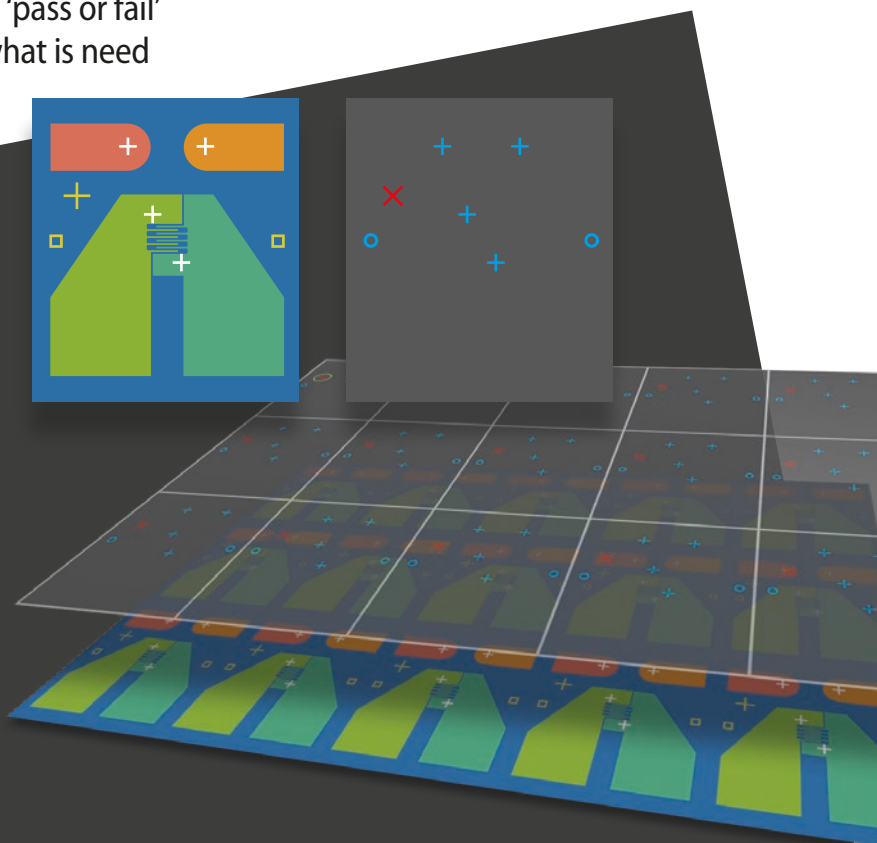 ‘pass or fail’
what is need